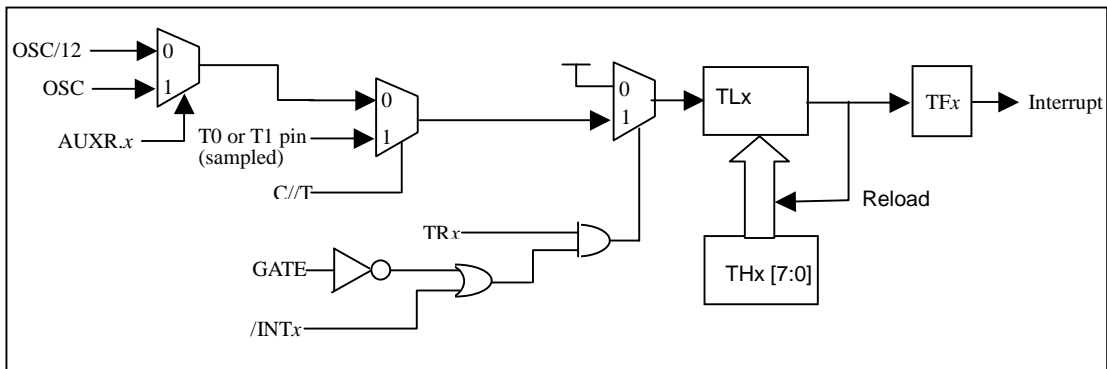 OSC/12
0
OSC
1
AUXR.x
0
T0 or T1 pin
1
(sampled)
C//T
0
1
TLx
TFx
Interrupt
Reload
TRx
GATE
THx [7:0]
/INTx